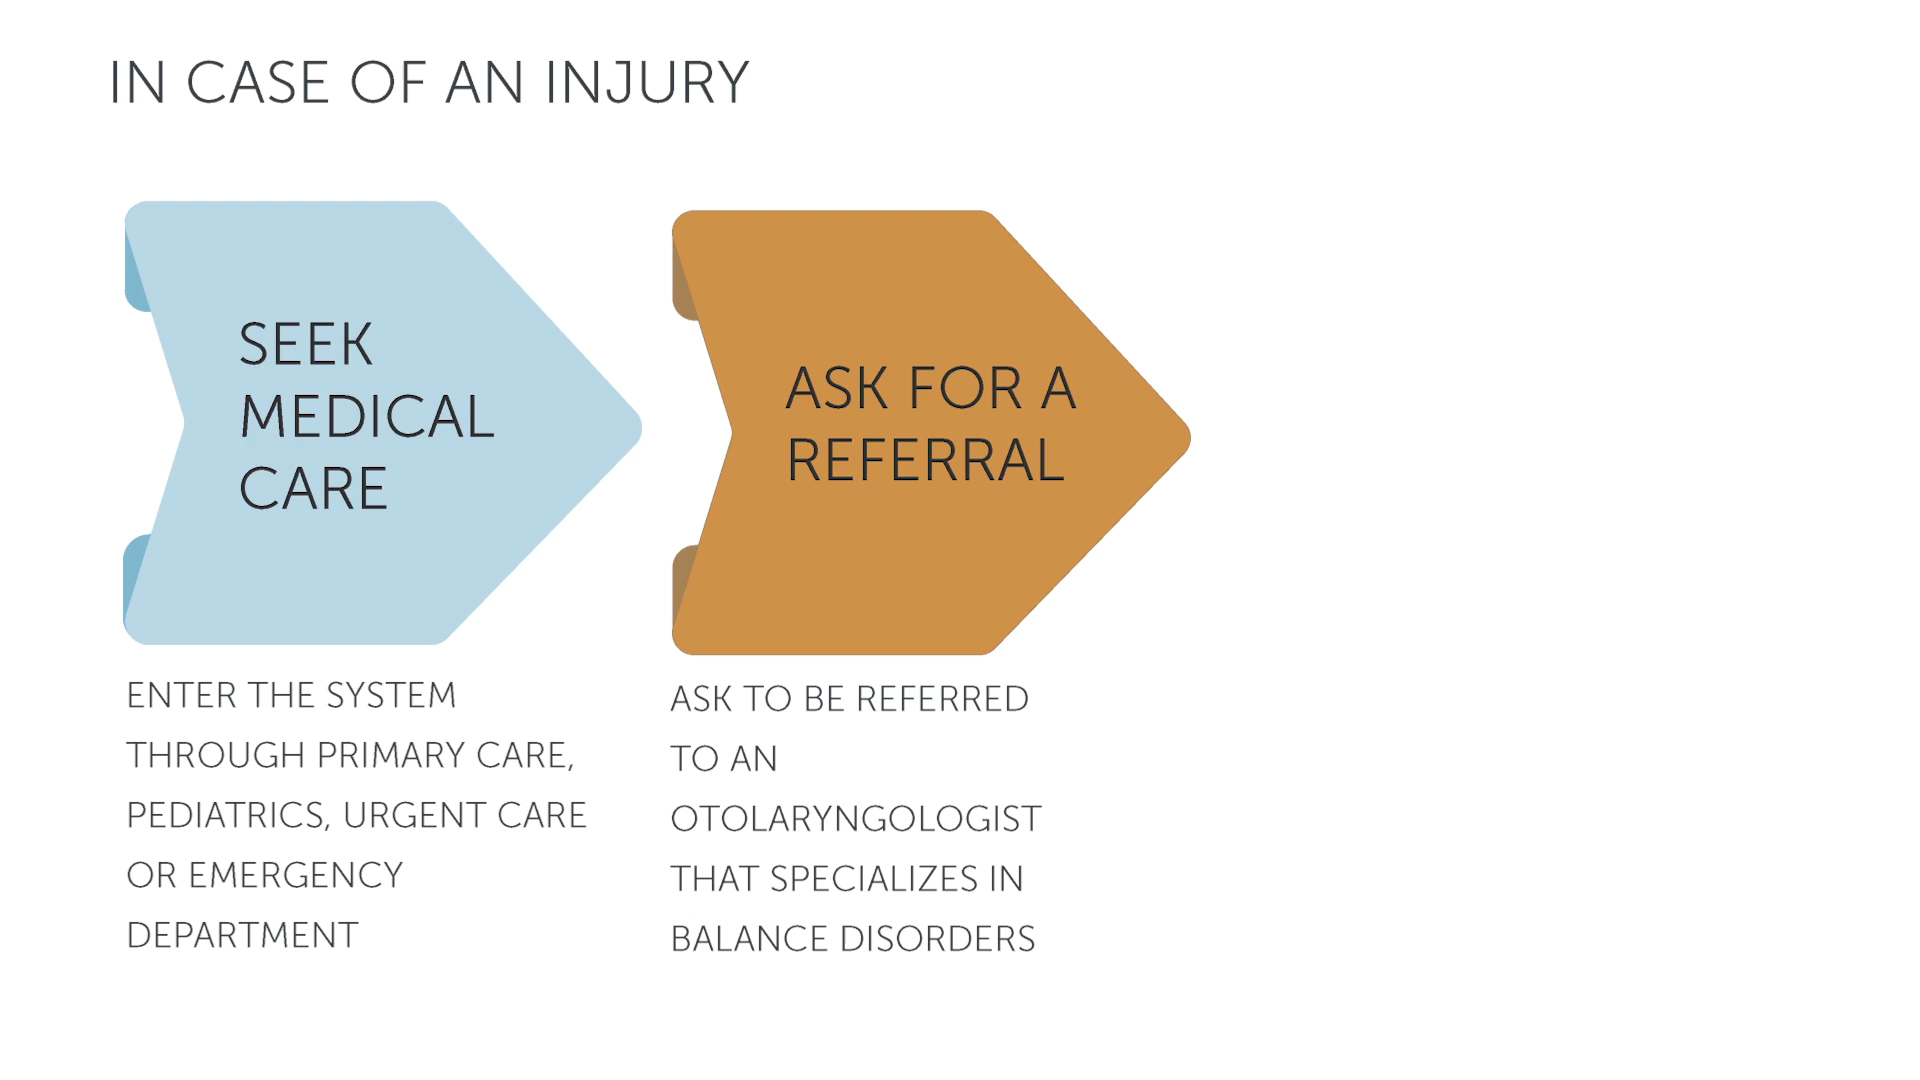 IN CASE OF AN INJURY
SEEK
MEDICAL
CARE
ENTER THE SYSTEM
THROUGH PRIMARY CARE,
PEDIATRICS, URGENT CARE
OR EMERGENCY
DEPARTMENT
ASK FOR A
REFERRAL
ASK TO BE REFERRED
TO AN
OTOLARYNGOLOGIST
THAT SPECIALIZES IN
BALANCE DISORDERS